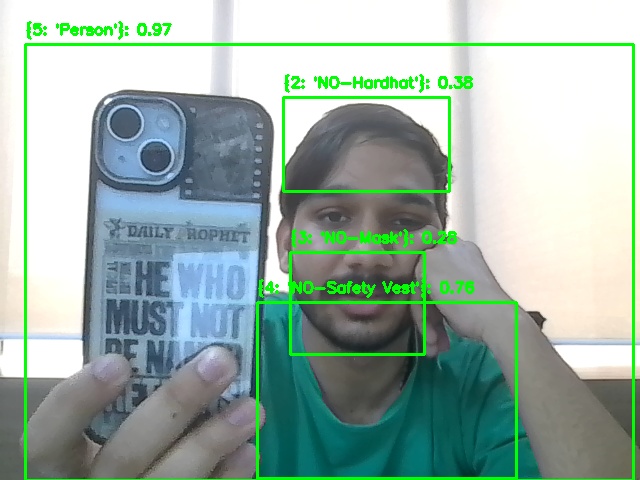 {5: 'Person'}: 0.97
{2: 'NO-Hardhat'}: 0.38
{3: 'NO-Mask'}: 0.28
{4: 'NO-Safety Vest'}: 0.76
DAILY PROPHET
HE WHO
MUST NOT
BE